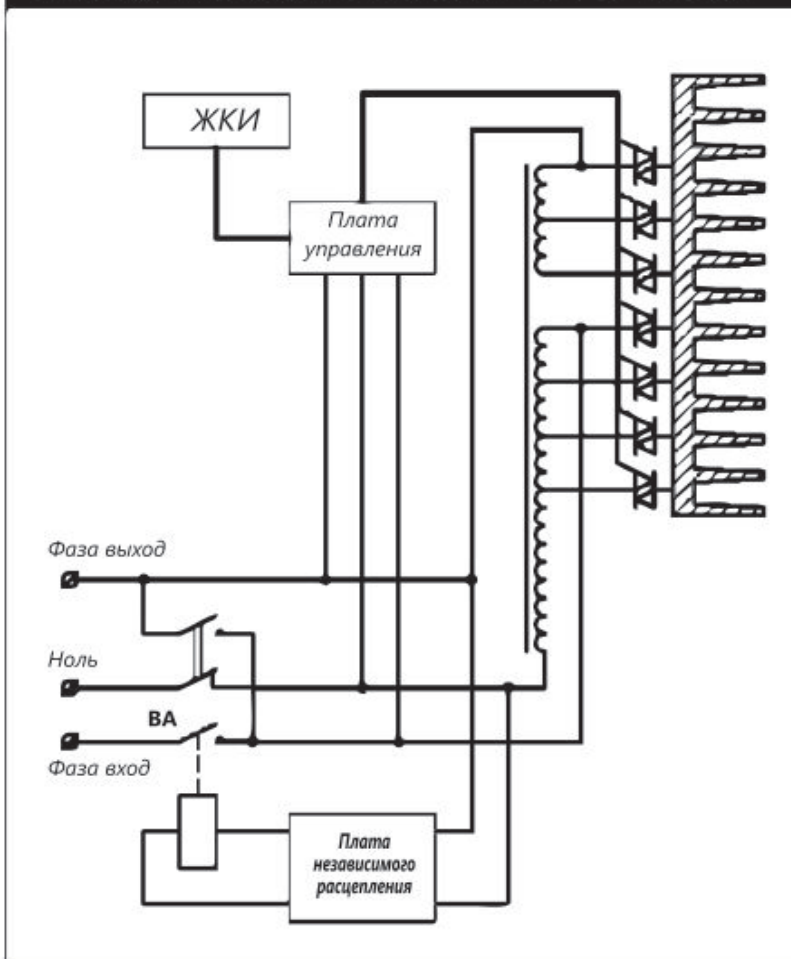 ЖКИ
Плата
управления
Фаза выход
Ноль
ВА
Фаза вход
Плата
независимого
расцепления